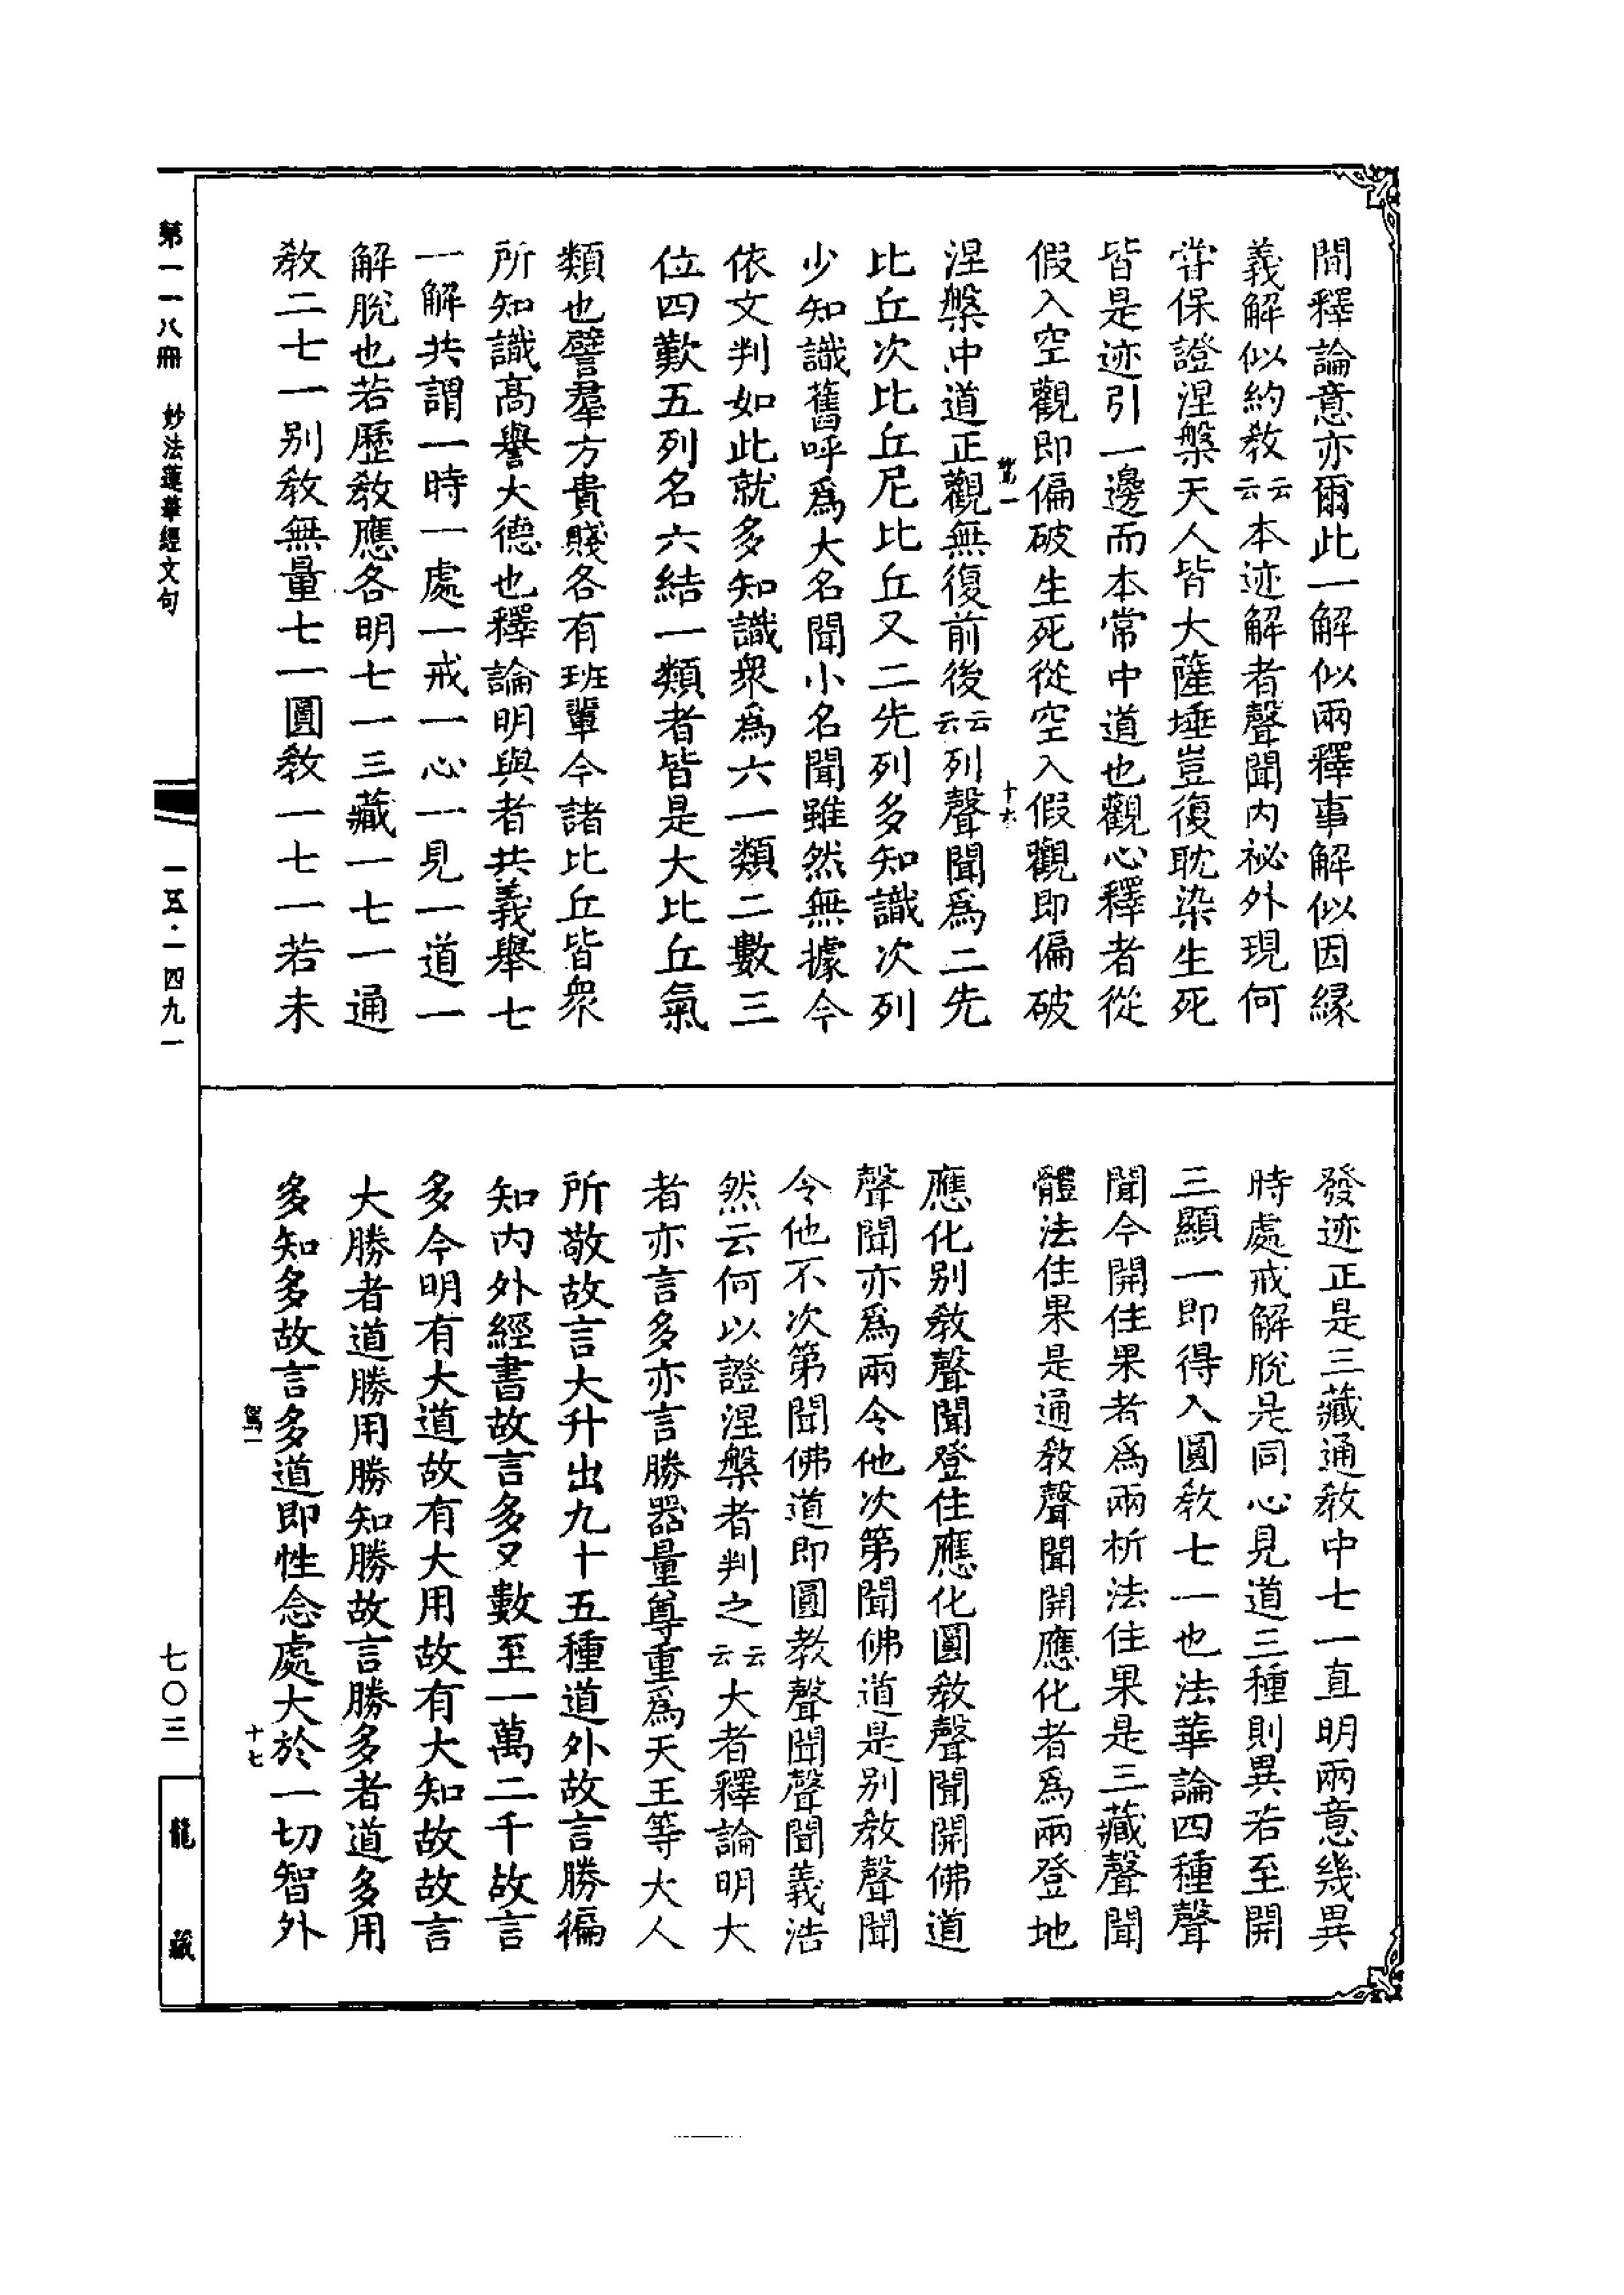 間釋論意亦爾此一解似兩釋事解似因緣
義解似約教云云本迹解者聲聞內祕外現何
甞保證涅槃天人皆大薩埵豈復耽染生死
皆是迹引一邊而本常中道也觀心釋者從
假入空觀即偏破生死從空入假觀即偏破
駕一
十六
涅槃中道正觀無復前後云云列聲聞爲二先
比丘次比丘尼比丘又二先列多知識次列
少知識舊呼爲大名聞小名聞雖然無據今
依文判如此就多知識衆爲六一類二數三
位四歎五列名六結一類者皆是大比丘氣
類也譬羣方貴賤各有班輩今諸比丘皆衆
所知識高譽大德也釋論明與者共義舉七
一解共謂一時一處一戒一心一見一道一
解脫也若歷教應各明七一三藏一七一通
教二七一別教無量七一圓教一七一若未
發迹正是三藏通教中七一直明兩意幾異
時處戒解脫是同心見道三種則異若至開
三顯一即得入圓教七一也法華論四種聲
聞今開住果者爲兩析法住果是三藏聲聞
體法住果是通教聲聞開應化者爲兩登地
應化別教聲聞登住應化圓教聲聞開佛道
聲聞亦爲兩令他次第聞佛道是別教聲聞
令他不次第聞佛道即圓教聲聞聲聞義浩
然云何以證涅槃者判之云云大者釋論明大
者亦言多亦言勝器量尊重爲天王等大人
所敬故言大升出九十五種道外故言勝徧
知內外經書故言多又數至一萬二千故言
多今明有大道故有大用故有大知故故言
大勝者道勝用勝知勝故言勝多者道多用
多知多故言多道即性念處大於一切智外
駕一
十七
第一一八冊　妙法蓮華經文句
一五·一四九一
七〇三
龍藏